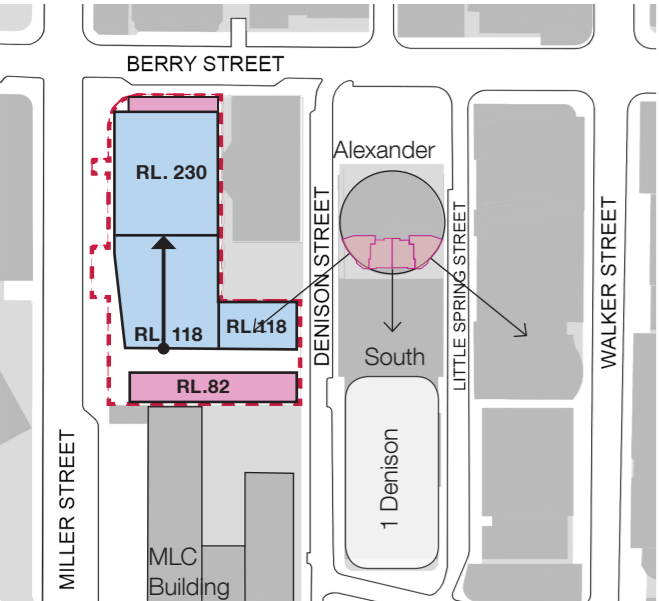 BERRY STREET
Alexander
RL. 230
DENISON STREET
LITTLE SPRING STREET
WALKER STREET
RL. 118
RL.118
South
RL.82
1 Denison
MILLER STREET
MLC
Building